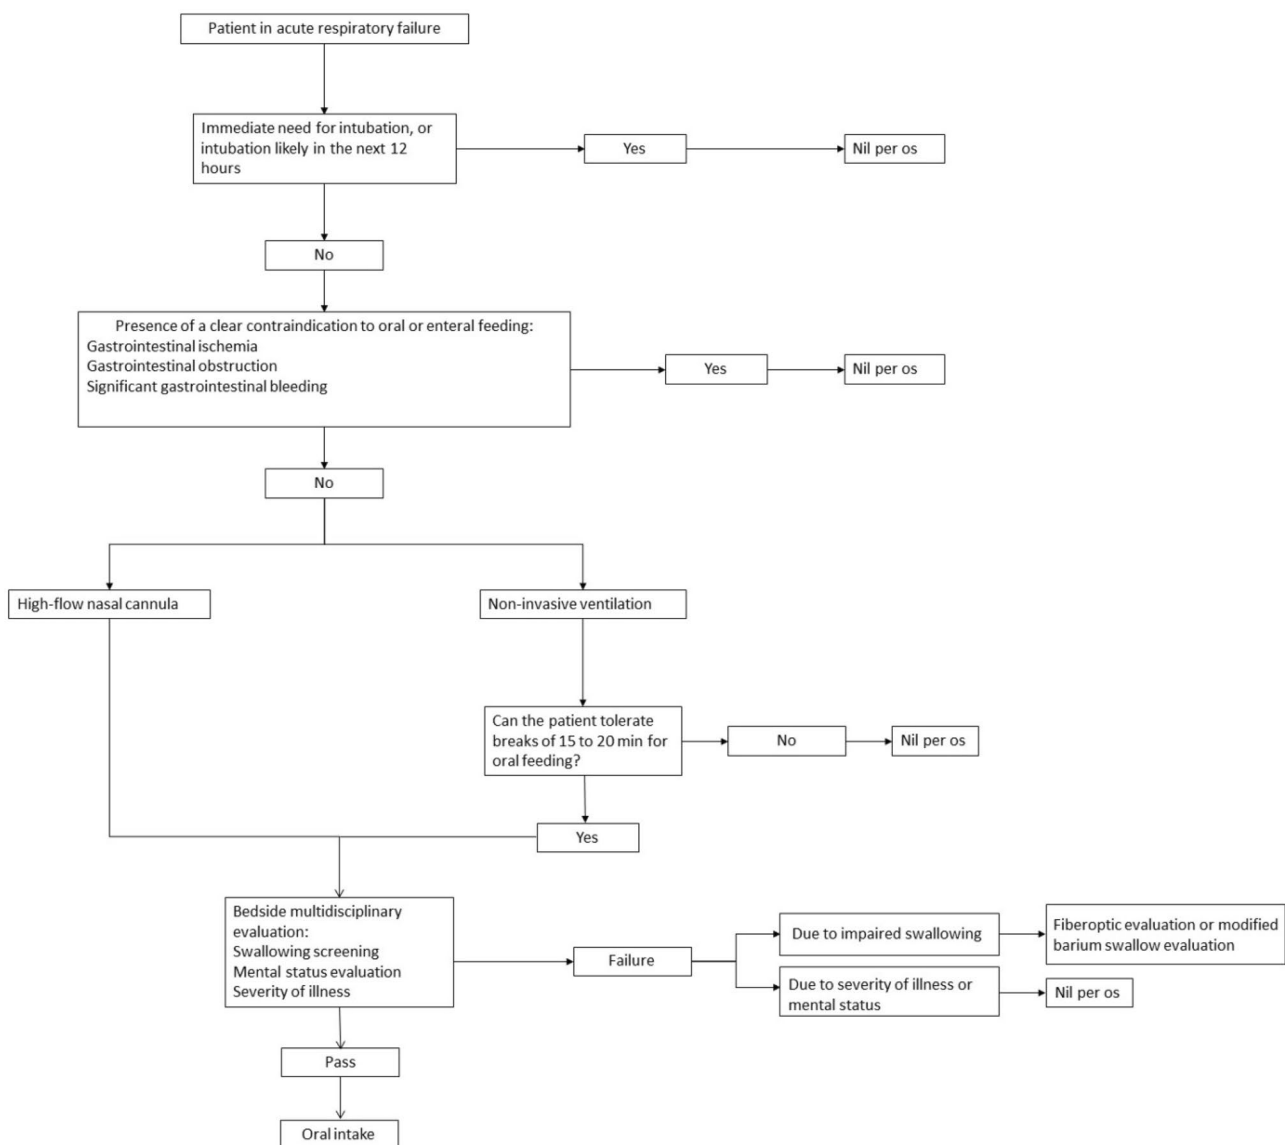 Patient in acute respiratory failure
Immediate need for intubation, or
intubation likely in the next 12
hours
Yes
Nil per os
No
Presence of a clear contraindication to oral or enteral feeding:
Gastrointestinal ischemia
Gastrointestinal obstruction
Significant gastrointestinal bleeding
Yes
Nil per os
No
High-flow nasal cannula
Non-invasive ventilation
Can the patient tolerate
breaks of 15 to 20 min for
oral feeding?
No
Nil per os
Yes
Bedside multidisciplinary
evaluation:
Swallowing screening
Mental status evaluation
Severity of illness
Failure
Due to impaired swallowing
Fiberoptic evaluation or modified
barium swallow evaluation
Due to severity of illness or
mental status
Nil per os
Pass
Oral intake